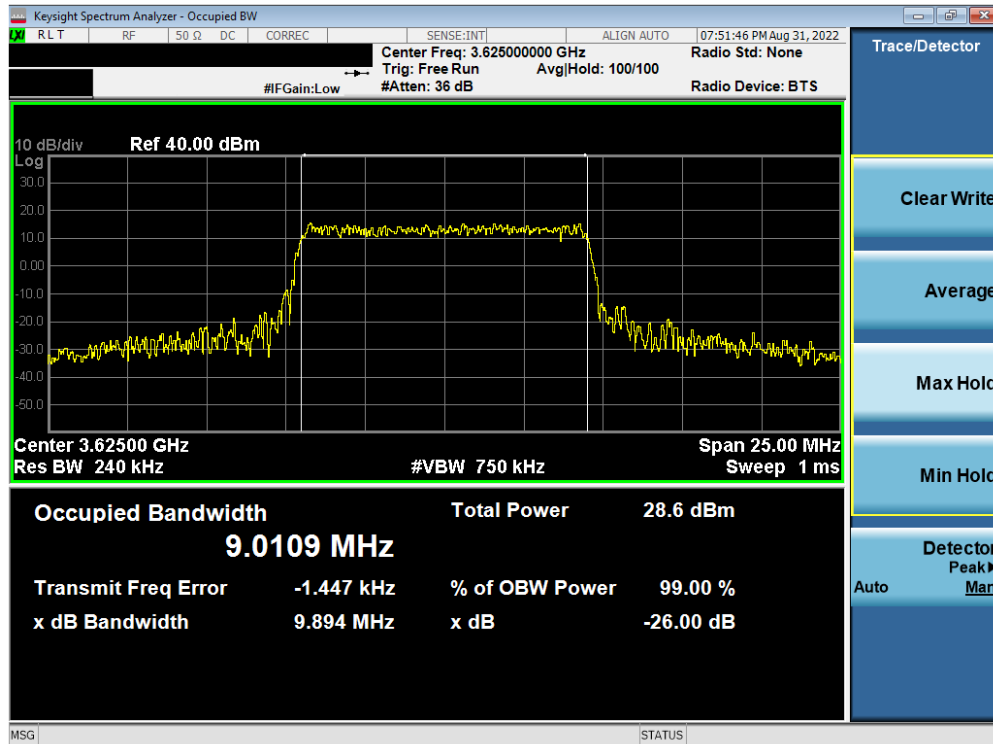 Keysight Spectrum Analyzer - Occupied BW
LXI RLT RF 50 Ω DC CORREC SENSE:INT ALIGN AUTO 07:51:46 PM Aug 31, 2022
Center Freq: 3.625000000 GHz Radio Std: None
Trig: Free Run Avg|Hold: 100/100
#IFGain:Low #Atten: 36 dB Radio Device: BTS
Trace/Detector
10 dB/div Ref 40.00 dBm
Log
30.0
20.0
10.0
0.00
-10.0
-20.0
-30.0
-40.0
-50.0
Center 3.62500 GHz Span 25.00 MHz
Res BW 240 kHz #VBW 750 kHz Sweep 1 ms
Occupied Bandwidth Total Power 28.6 dBm
9.0109 MHz
Transmit Freq Error -1.447 kHz % of OBW Power 99.00 %
x dB Bandwidth 9.894 MHz x dB -26.00 dB
Clear Write
Average
Max Hold
Min Hold
Detector
Peak▶
Auto Man
MSG STATUS